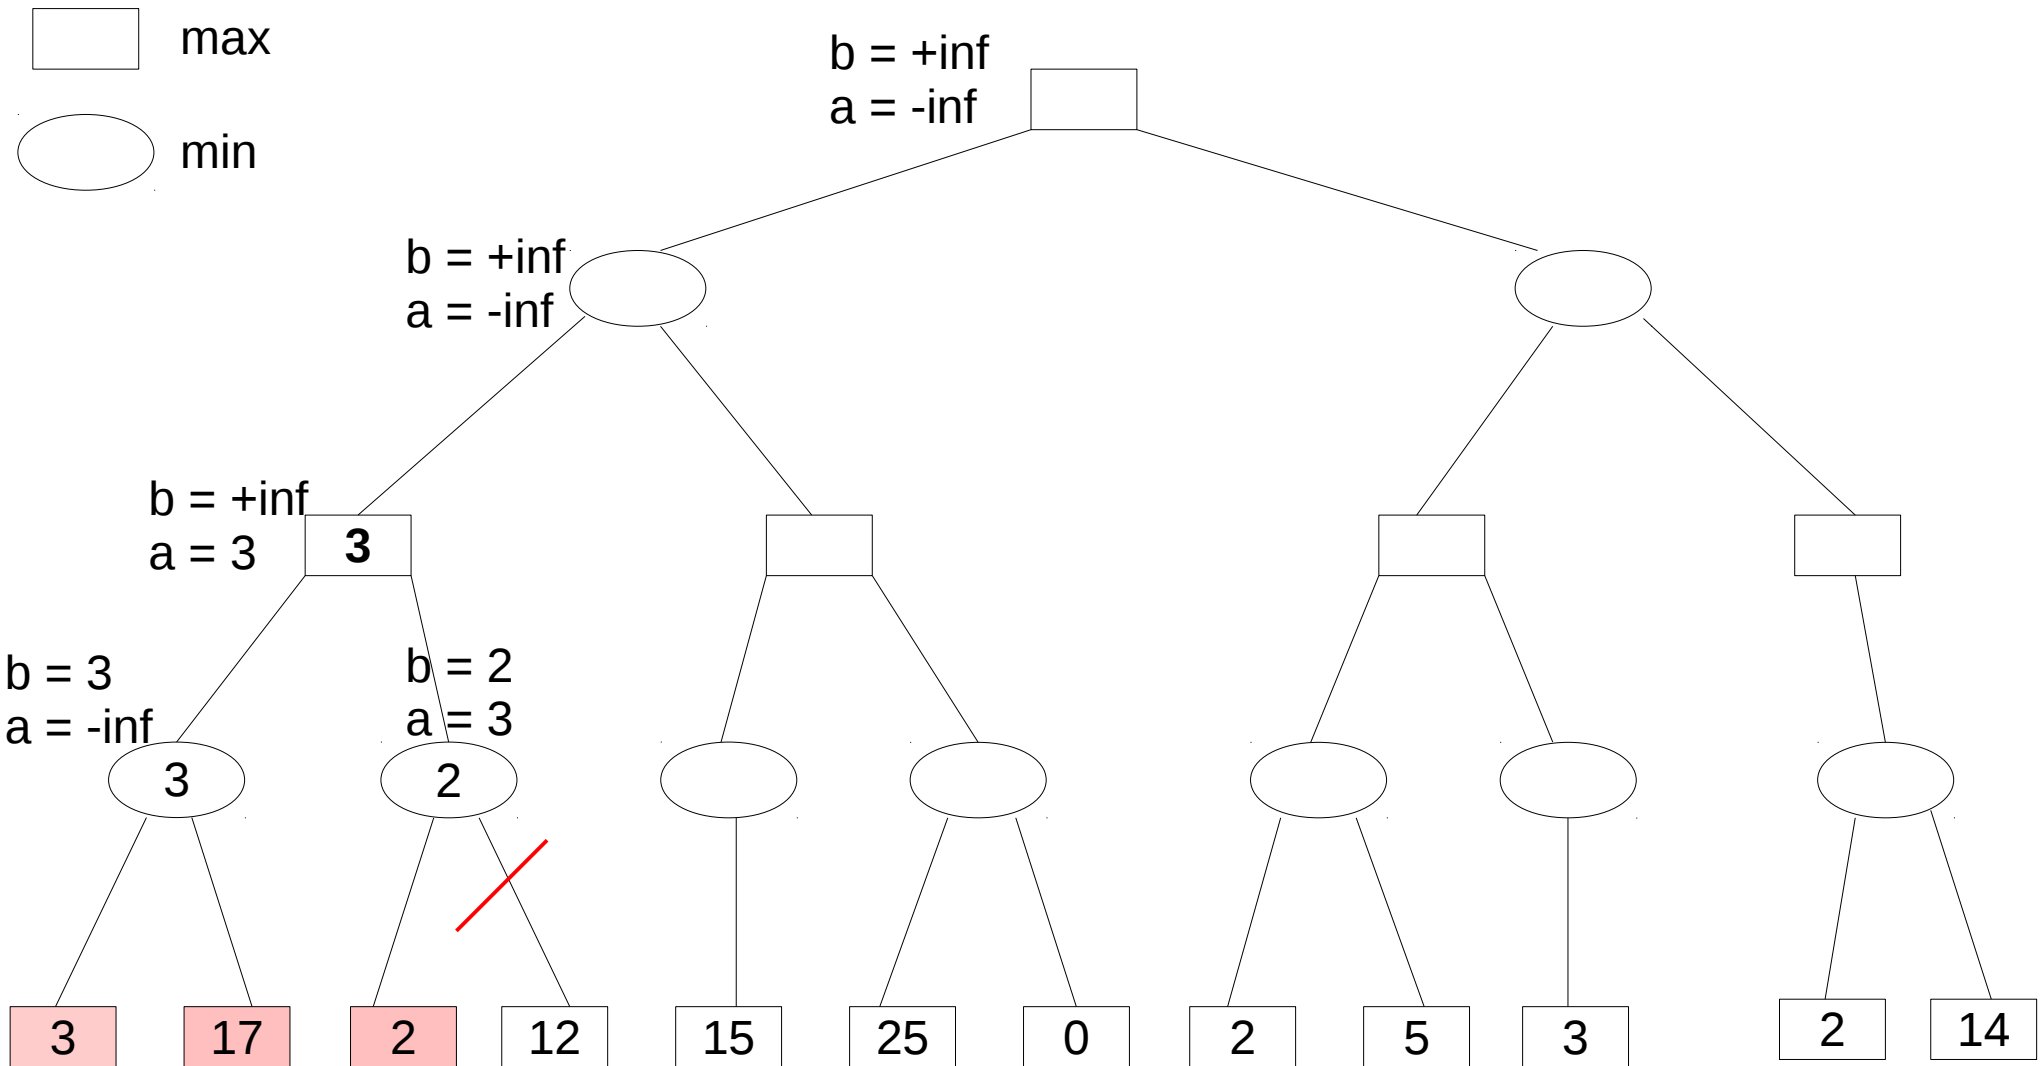 max
b = +inf
a = -inf
min
b = +inf
a = -inf
b = +inf
a = 3
3
b = 3
a = -inf
b = 2
a = 3
3
2
3
17
2
12
15
25
0
2
5
3
2
14